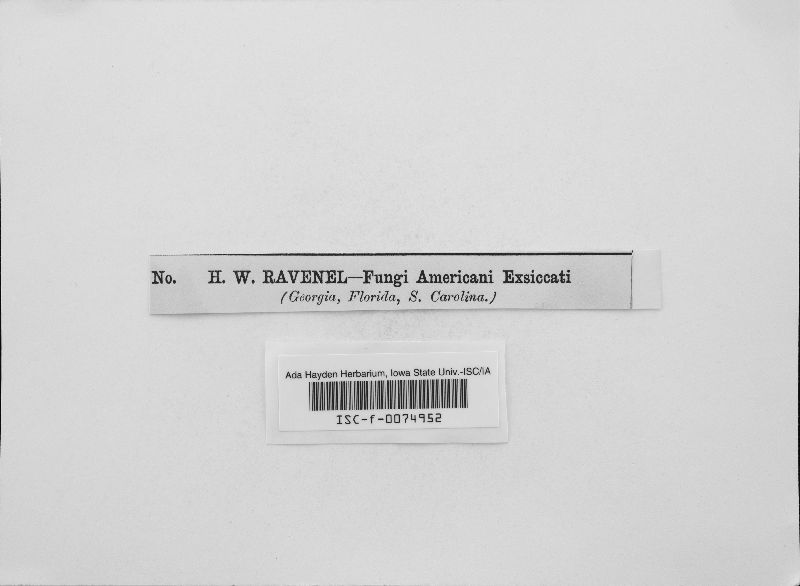 No. H. W. RAVENEL—Fungi Americani Exsiccati
(Georgia, Florida, S. Carolina.)
Ada Hayden Herbarium, Iowa State Univ.-ISC/IA
ISC-f-0074952